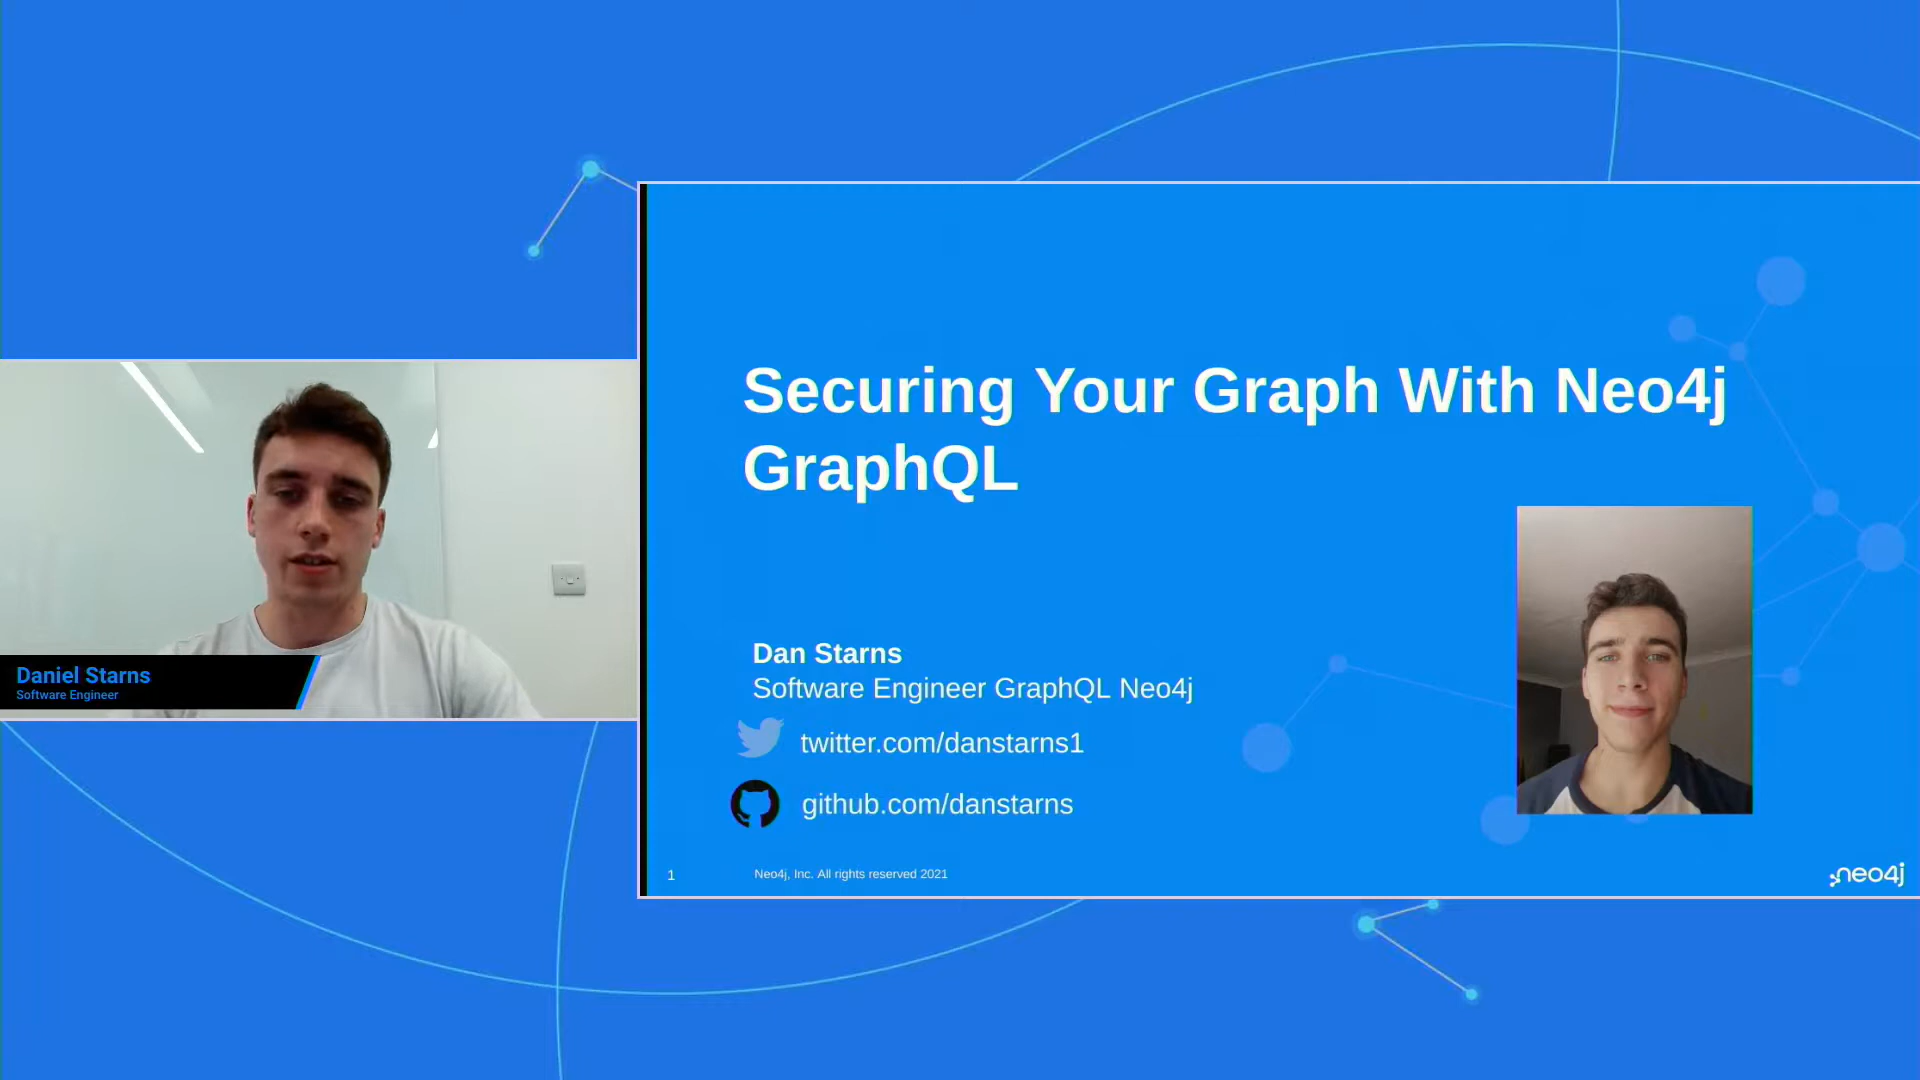 Securing Your Graph With Neo4j
GraphQL
Dan Starns
Software Engineer GraphQL Neo4j
twitter.com/danstarns1
github.com/danstarns
1
Neo4j, Inc. All rights reserved 2021
neo4j
Daniel Starns
Software Engineer